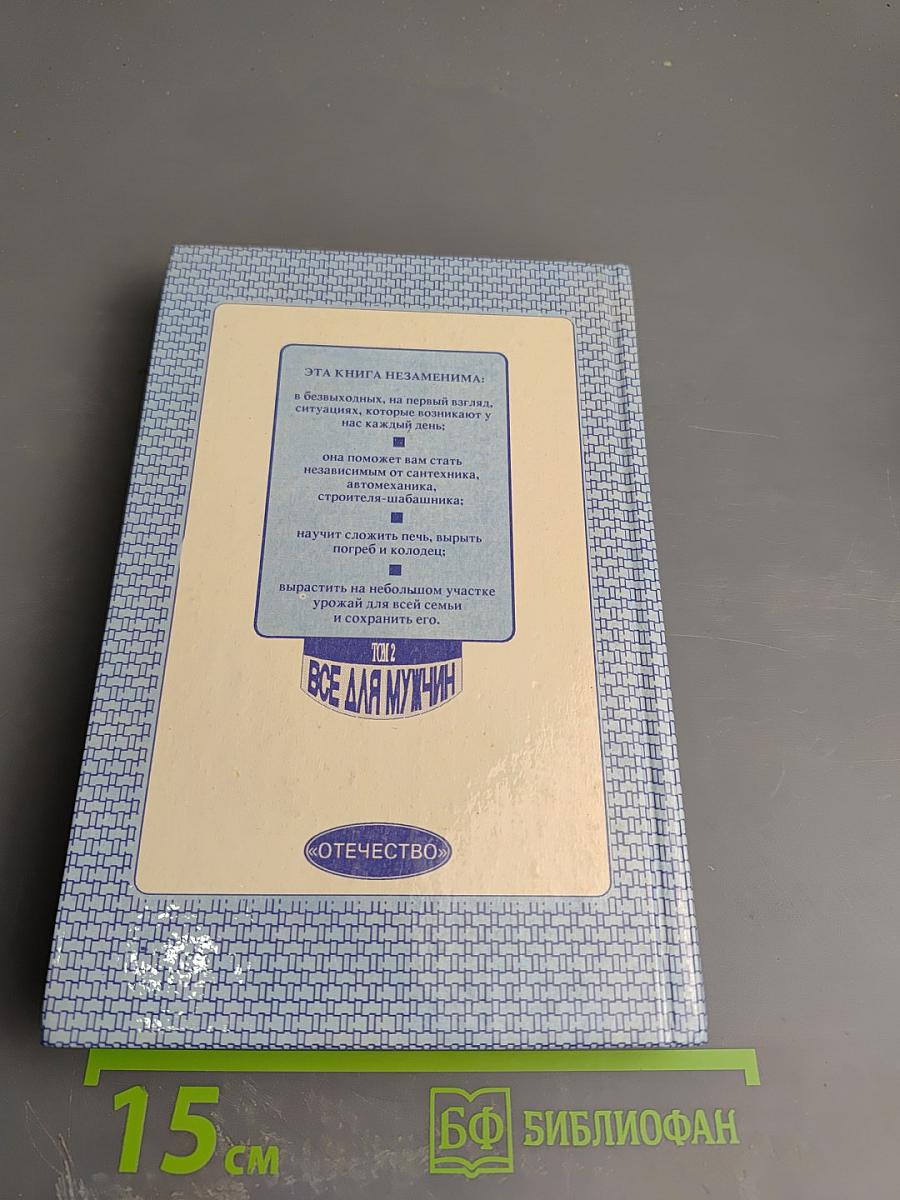 ЭТА КНИГА НЕЗАМЕНИМА:
в безвыходных, на первый взгляд,
ситуациях, которые возникают у
нас каждый день;
она поможет вам стать
независимым от сантехника,
автомеханика,
строителя-шабашника;
научит сложить печь, вырыть
погреб и колодец;
вырастить на небольшом участке
урожай для всей семьи
и сохранить его.
ТОМ 2
ВСЕ ДЛЯ МУЖЧИН
«ОТЕЧЕСТВО»
15 см
БФ БИБЛИОФАН